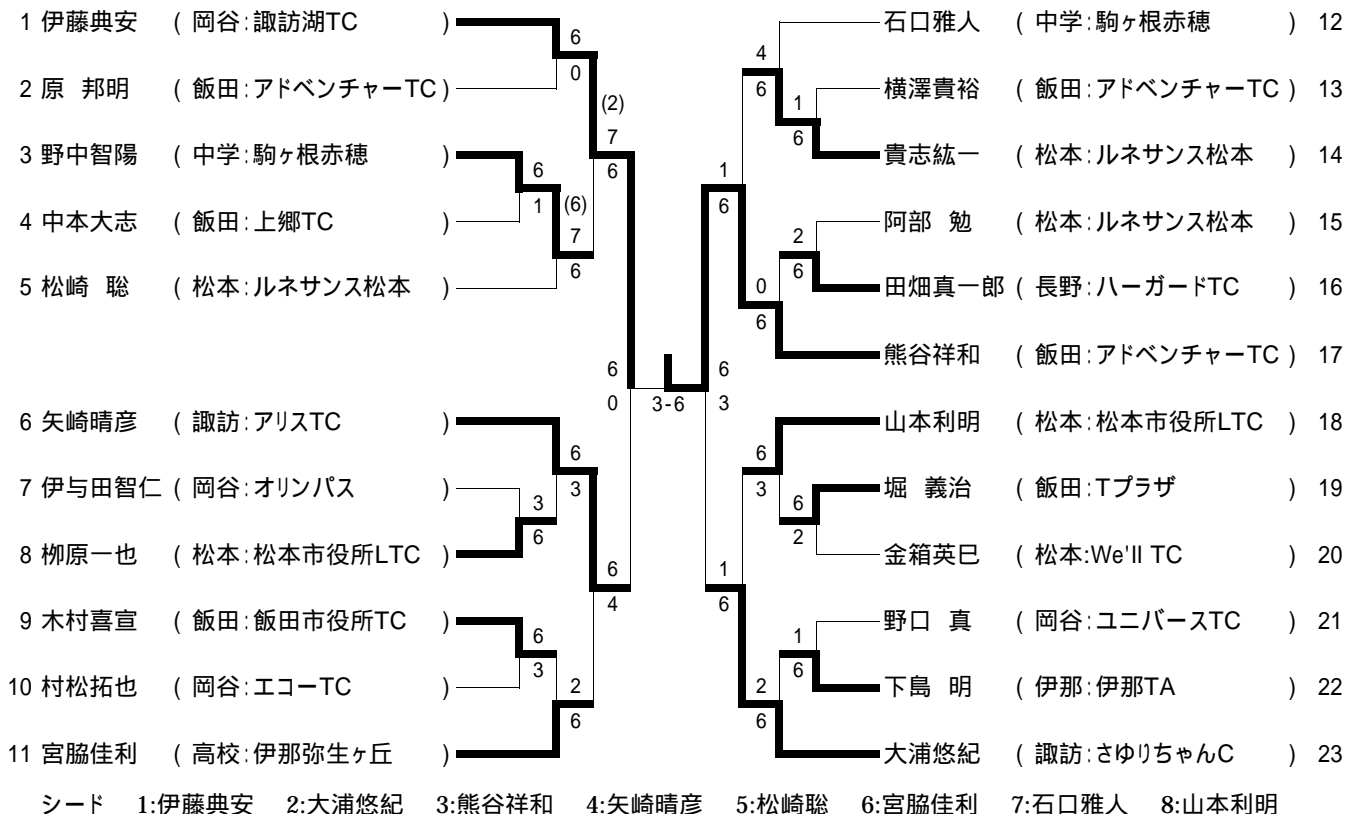 1 伊藤典安 ( 岡谷:諏訪湖TC )
6
0
2 原 邦明 ( 飯田:アドベンチャーTC )
(2)
7
6
3 野中智陽 ( 中学:駒ヶ根赤穂 )
6
1
4 中本大志 ( 飯田:上郷TC )
(6)
7
6
5 松崎 聡 ( 松本:ルネサンス松本 )
6
0
6 矢崎晴彦 ( 諏訪:アリスTC )
6
3
7 伊与田智仁 ( 岡谷:オリンパス )
3
6
8 栁原一也 ( 松本:松本市役所LTC )
6
4
9 木村喜宣 ( 飯田:飯田市役所TC )
6
3
10 村松拓也 ( 岡谷:エコーTC )
2
6
11 宮脇佳利 ( 高校:伊那弥生ヶ丘 )
3-6
石口雅人 ( 中学:駒ヶ根赤穂 ) 12
4
6
横澤貴裕 ( 飯田:アドベンチャーTC ) 13
1
6
貴志紘一 ( 松本:ルネサンス松本 ) 14
1
6
阿部 勉 ( 松本:ルネサンス松本 ) 15
2
6
田畑真一郎 ( 長野:ハーガードTC ) 16
0
6
熊谷祥和 ( 飯田:アドベンチャーTC ) 17
6
3
山本利明 ( 松本:松本市役所LTC ) 18
6
3
堀 義治 ( 飯田:Tプラザ ) 19
6
2
金箱英巳 ( 松本:We'll TC ) 20
1
6
野口 真 ( 岡谷:ユニバースTC ) 21
1
6
下島 明 ( 伊那:伊那TA ) 22
2
6
大浦悠紀 ( 諏訪:さゆりちゃんC ) 23
シード 1:伊藤典安 2:大浦悠紀 3:熊谷祥和 4:矢崎晴彦 5:松崎聡 6:宮脇佳利 7:石口雅人 8:山本利明